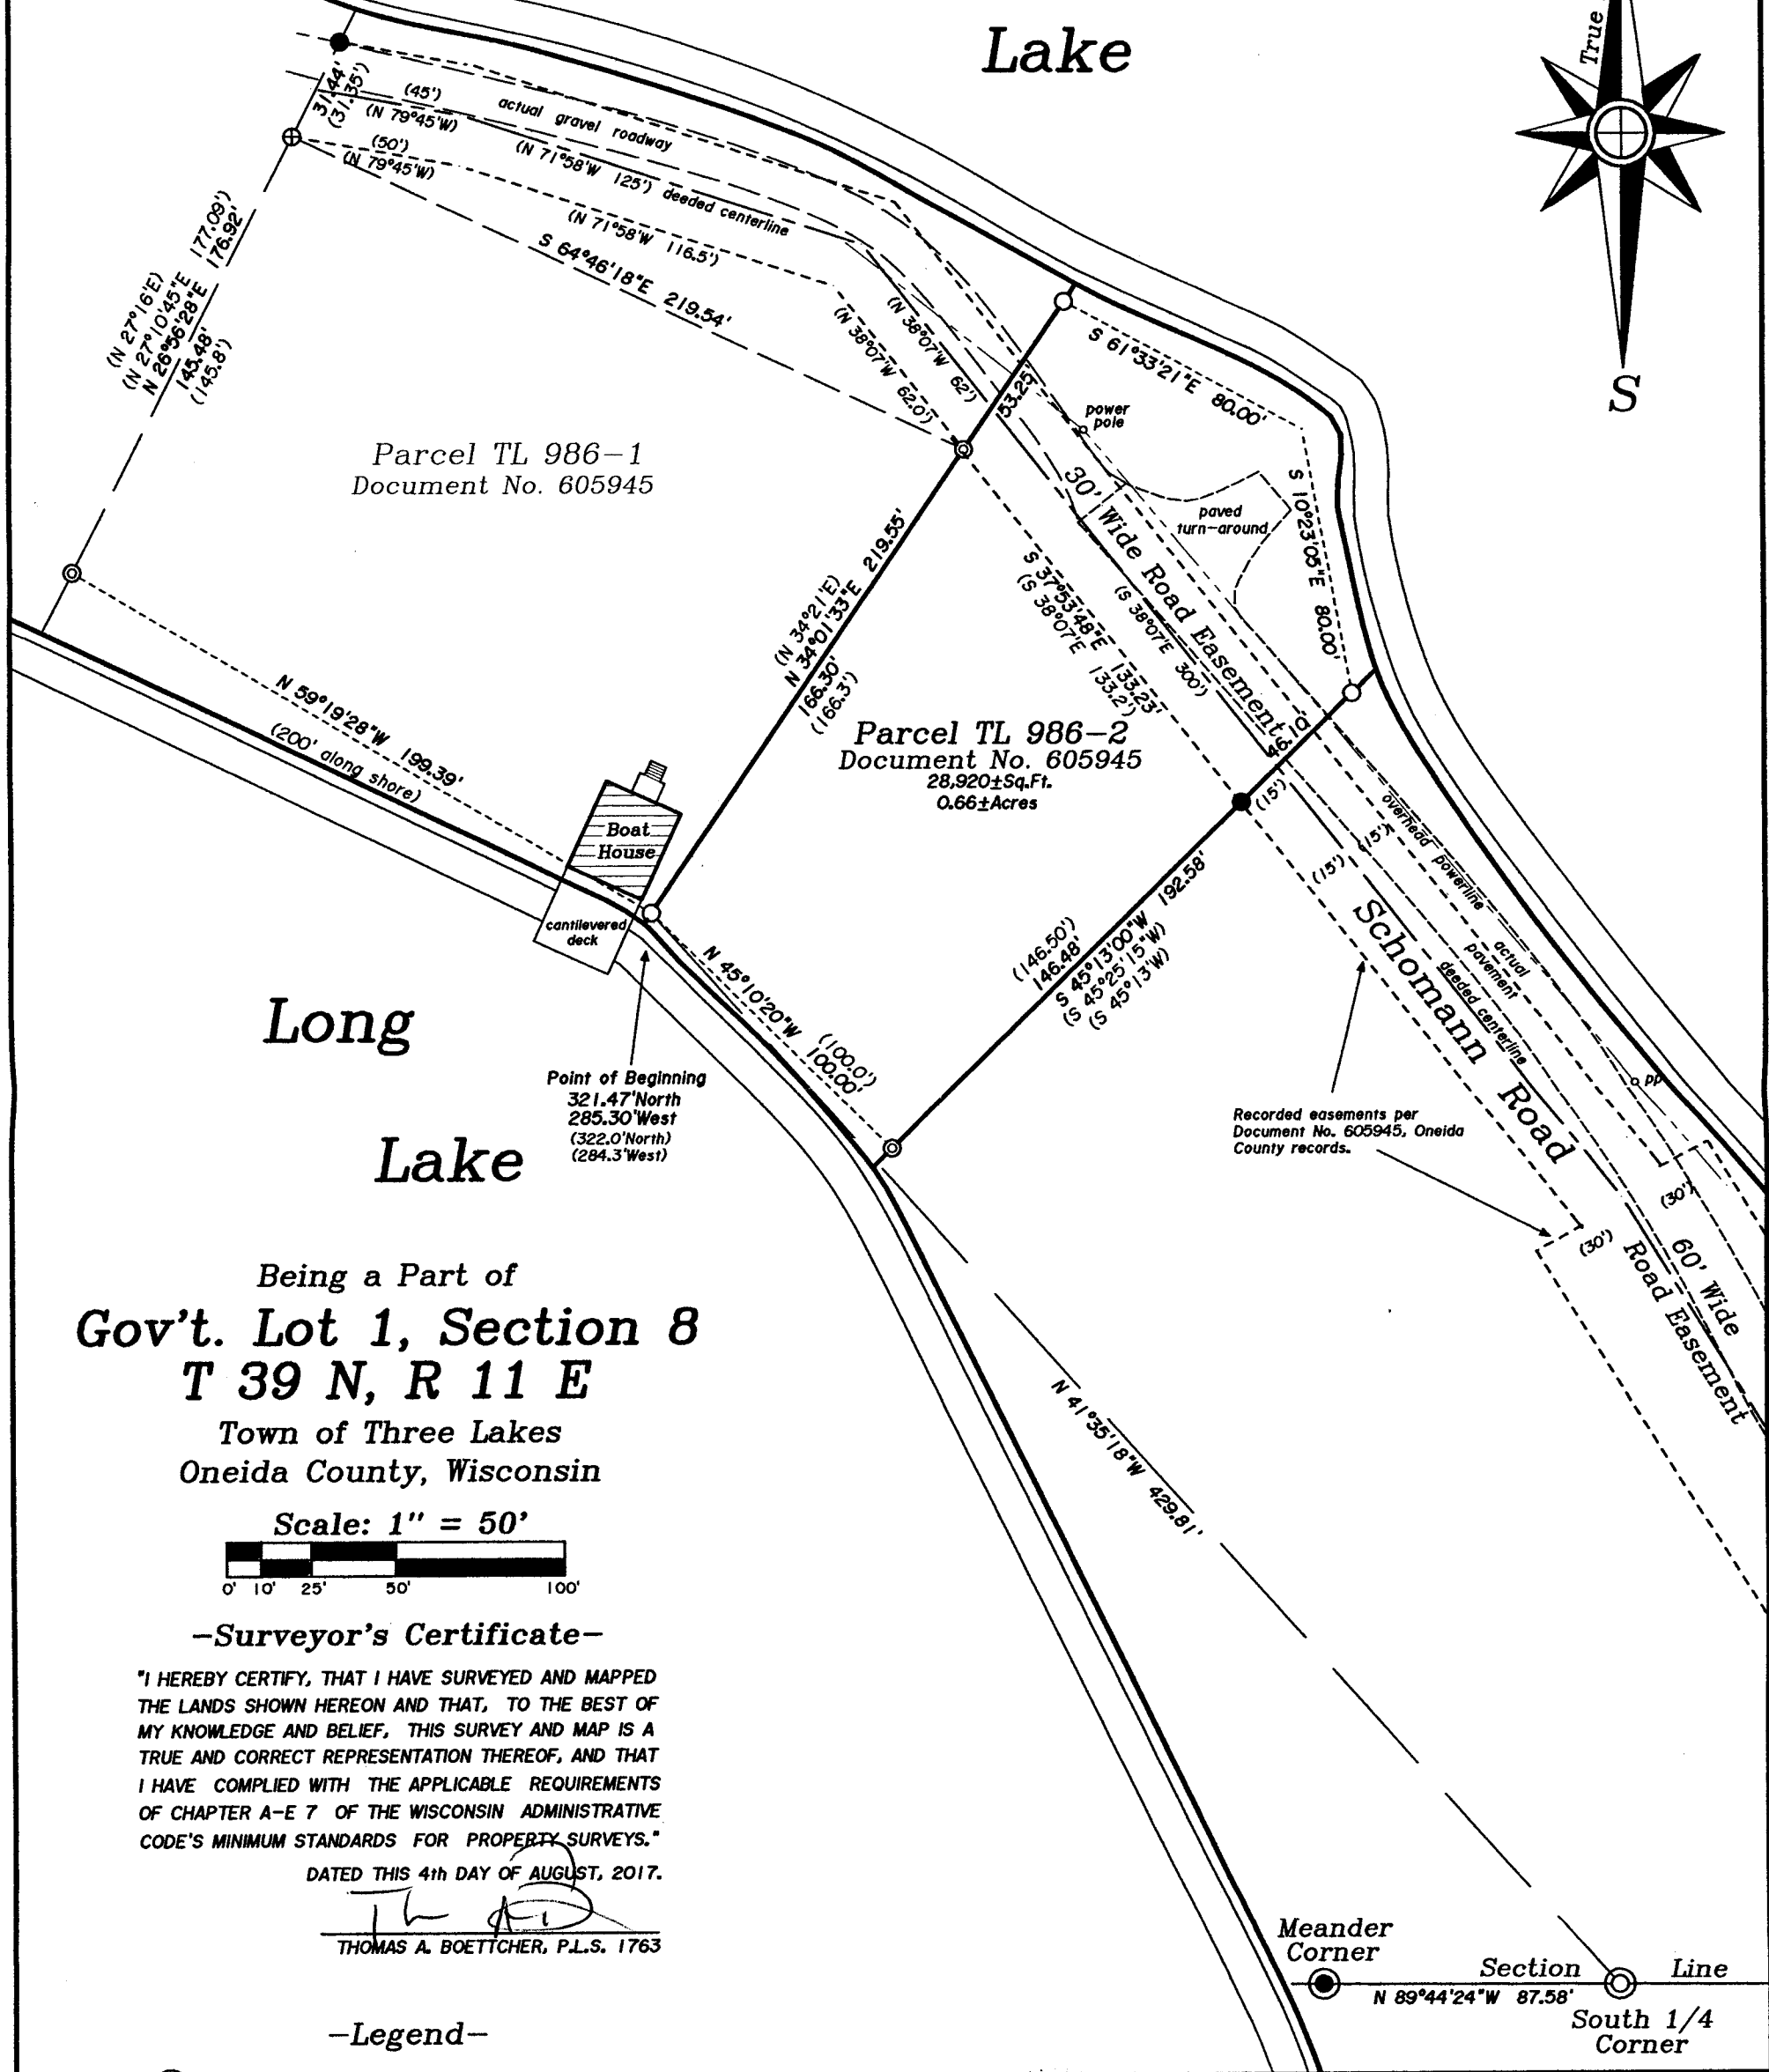 Lake
True
S
31.44'
(31.35')
(45')
(N 79°45'W)
actual gravel roadway
(50')
(N 79°45'W)
(N 71°58'W 125') deeded centerline
(N 71°58'W 116.5')
S 64°46'18"E 219.54'
(N 27°16'E)
(N 27°10'45"E 177.09')
N 26°56'28"E 176.92'
145.48'
(145.8')
(N 38°07'W 62')
(N 38°07'W 62.0')
53.25'
S 61°33'21"E 80.00'
power
pole
Parcel TL 986-1
Document No. 605945
30' Wide Road Easement
paved
turn-around
S 10°23'05"E 80.00'
(N 34°21'E)
N 34°01'33"E 219.55'
166.30'
(166.3')
S 37°53'48"E 133.23'
(S 38°07'E 133.2')
(S 38°07'E 300')
N 59°19'28"W 199.39'
(200' along shore)
Parcel TL 986-2
Document No. 605945
28,920±Sq.Ft.
0.66±Acres
46.10'
(15')
(15')
(15')
overhead powerline
Boat
House
cantilevered
deck
(146.50')
146.48'
S 45°13'00"W 192.58'
(S 45°25'15"W)
(S 45°13'W)
actual
pavement
deeded centerline
Schomann Road
N 45°10'20"W 100.00'
(100.0')
Long
Lake
Point of Beginning
321.47'North
285.30'West
(322.0'North)
(284.3'West)
pp
Recorded easements per
Document No. 605945, Oneida
County records.
(30')
(30')
60' Wide
Road Easement
Being a Part of
Gov't. Lot 1, Section 8
T 39 N, R 11 E
Town of Three Lakes
Oneida County, Wisconsin
Scale: 1" = 50'
0' 10' 25' 50' 100'
N 41°35'18"W 429.81'
-Surveyor's Certificate-
"I HEREBY CERTIFY, THAT I HAVE SURVEYED AND MAPPED
THE LANDS SHOWN HEREON AND THAT, TO THE BEST OF
MY KNOWLEDGE AND BELIEF, THIS SURVEY AND MAP IS A
TRUE AND CORRECT REPRESENTATION THEREOF, AND THAT
I HAVE COMPLIED WITH THE APPLICABLE REQUIREMENTS
OF CHAPTER A-E 7 OF THE WISCONSIN ADMINISTRATIVE
CODE'S MINIMUM STANDARDS FOR PROPERTY SURVEYS."
DATED THIS 4th DAY OF AUGUST, 2017.
THOMAS A. BOETTCHER, P.L.S. 1763
Meander
Corner
Section Line
N 89°44'24"W 87.58'
South 1/4
Corner
-Legend-